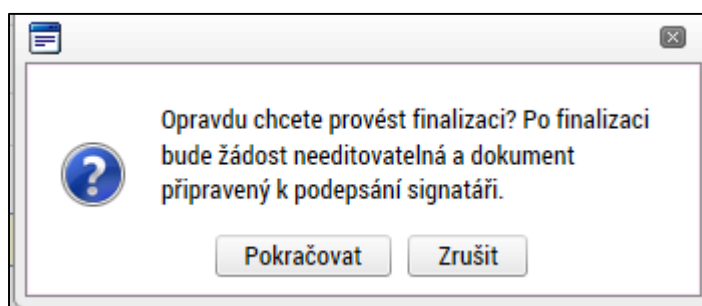 Opravdu chcete provést finalizaci? Po finalizaci
bude žádost needitovatelná a dokument
připravený k podepsání signatáři.
Pokračovat Zrušit